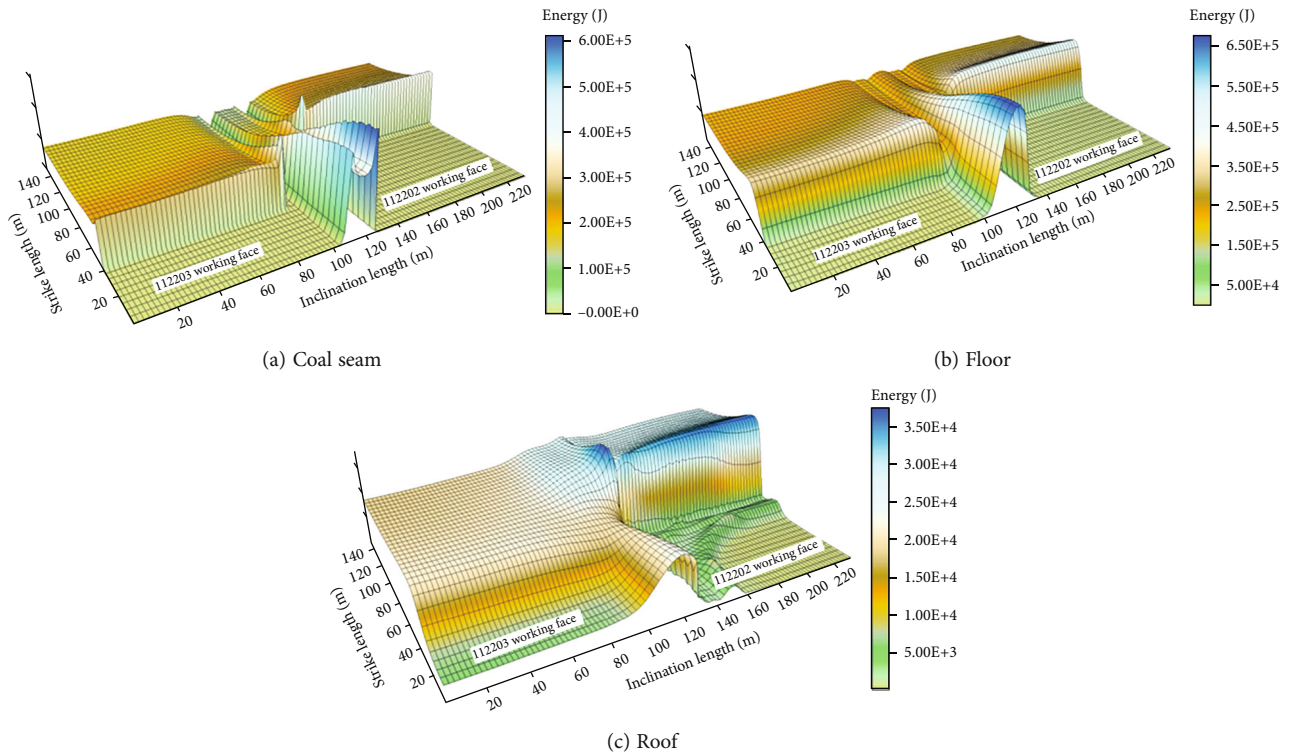 Energy (J)
6.00E+5
5.00E+5
4.00E+5
3.00E+5
2.00E+5
1.00E+5
−0.00E+0
140
120
100
80
60
40
20
Strike length (m)
112203 working face
112202 working face
20
40
60
80
100
120
140
160
180
200
220
Inclination length (m)
(a) Coal seam
Energy (J)
6.50E+5
5.50E+5
4.50E+5
3.50E+5
2.50E+5
1.50E+5
5.00E+4
140
120
100
80
60
40
20
Strike length (m)
112203 working face
112202 working face
20
40
60
80
100
120
140
160
180
200
220
Inclination length (m)
(b) Floor
Energy (J)
3.50E+4
3.00E+4
2.50E+4
2.00E+4
1.50E+4
1.00E+4
5.00E+3
140
120
100
80
60
40
20
Strike length (m)
112203 working face
112202 working face
20
40
60
80
100
120
140
160
180
200
220
Inclination length (m)
(c) Roof